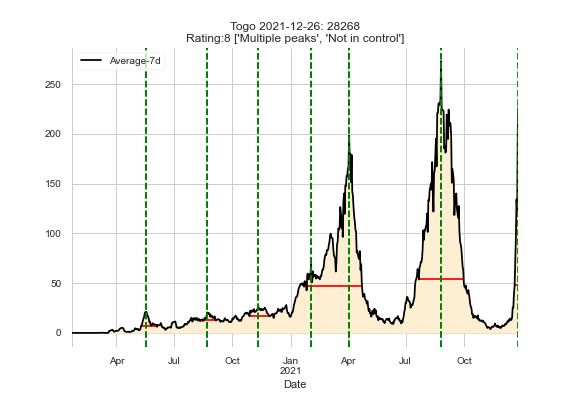 Togo 2021-12-26: 28268
Rating:8 ['Multiple peaks', 'Not in control']
Average-7d
250
200
150
100
50
0
Apr Jul Oct Jan Apr Jul Oct
2021
Date